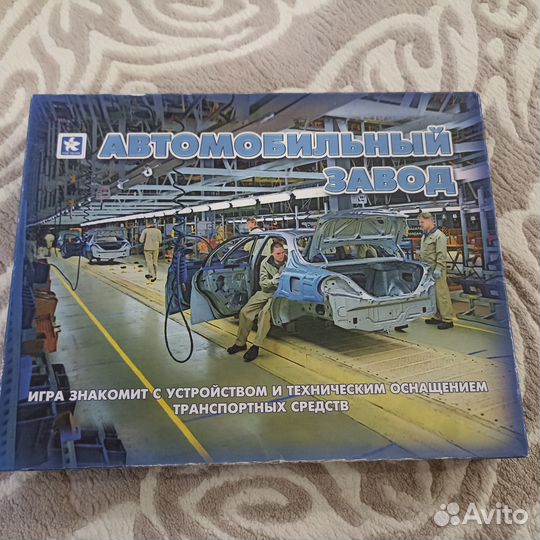 АВТОМОБИЛЬНЫЙ
ЗАВОД
ИГРА ЗНАКОМИТ С УСТРОЙСТВОМ И ТЕХНИЧЕСКИМ ОСНАЩЕНИЕМ
ТРАНСПОРТНЫХ СРЕДСТВ
Avito